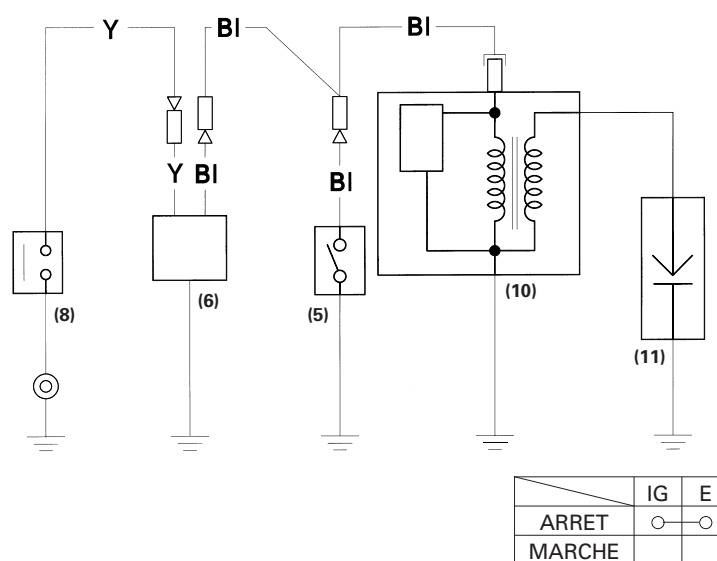 Y Bl Bl
Y Bl Bl
(8) (6) (5) (10) (11)
IG E
ARRET
MARCHE